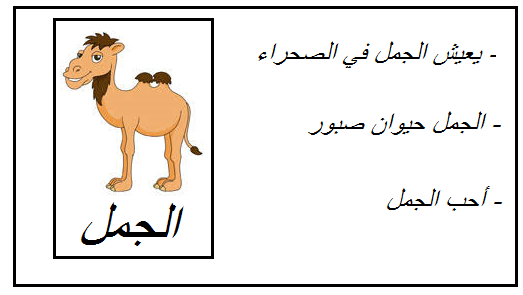 - يعيش الجمل في الصحراء
- الجمل حيوان صبور
- أحب الجمل
الجمل